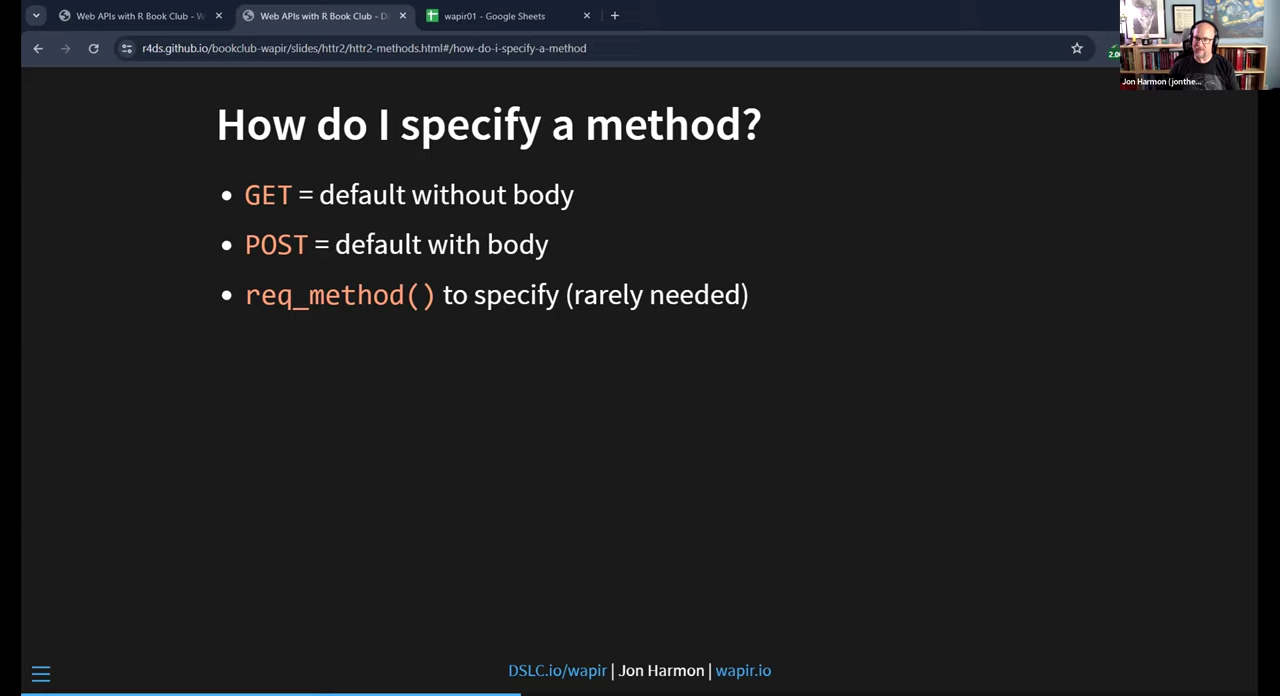 Web APIs with R Book Club - W
Web APIs with R Book Club - D
wapir01 - Google Sheets
r4ds.github.io/bookclub-wapir/slides/httr2/httr2-methods.html#/how-do-i-specify-a-method
2.0
Jon Harmon (jonthe...
How do I specify a method?
• GET = default without body
• POST = default with body
• req_method() to specify (rarely needed)
DSLC.io/wapir | Jon Harmon | wapir.io